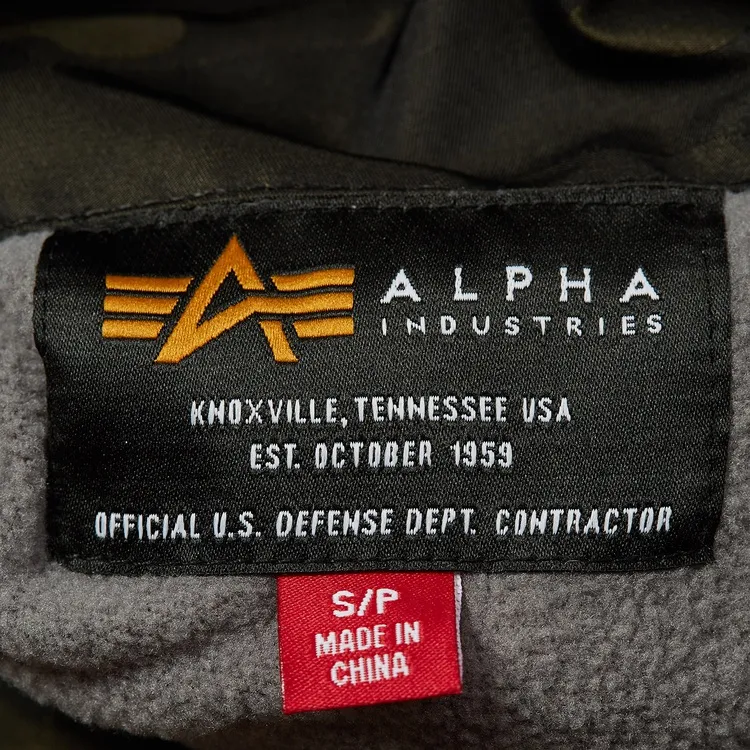 ALPHA
INDUSTRIES
KNOXVILLE, TENNESSEE USA
EST. OCTOBER 1959
OFFICIAL U.S. DEFENSE DEPT. CONTRACTOR
S/P
MADE IN
CHINA